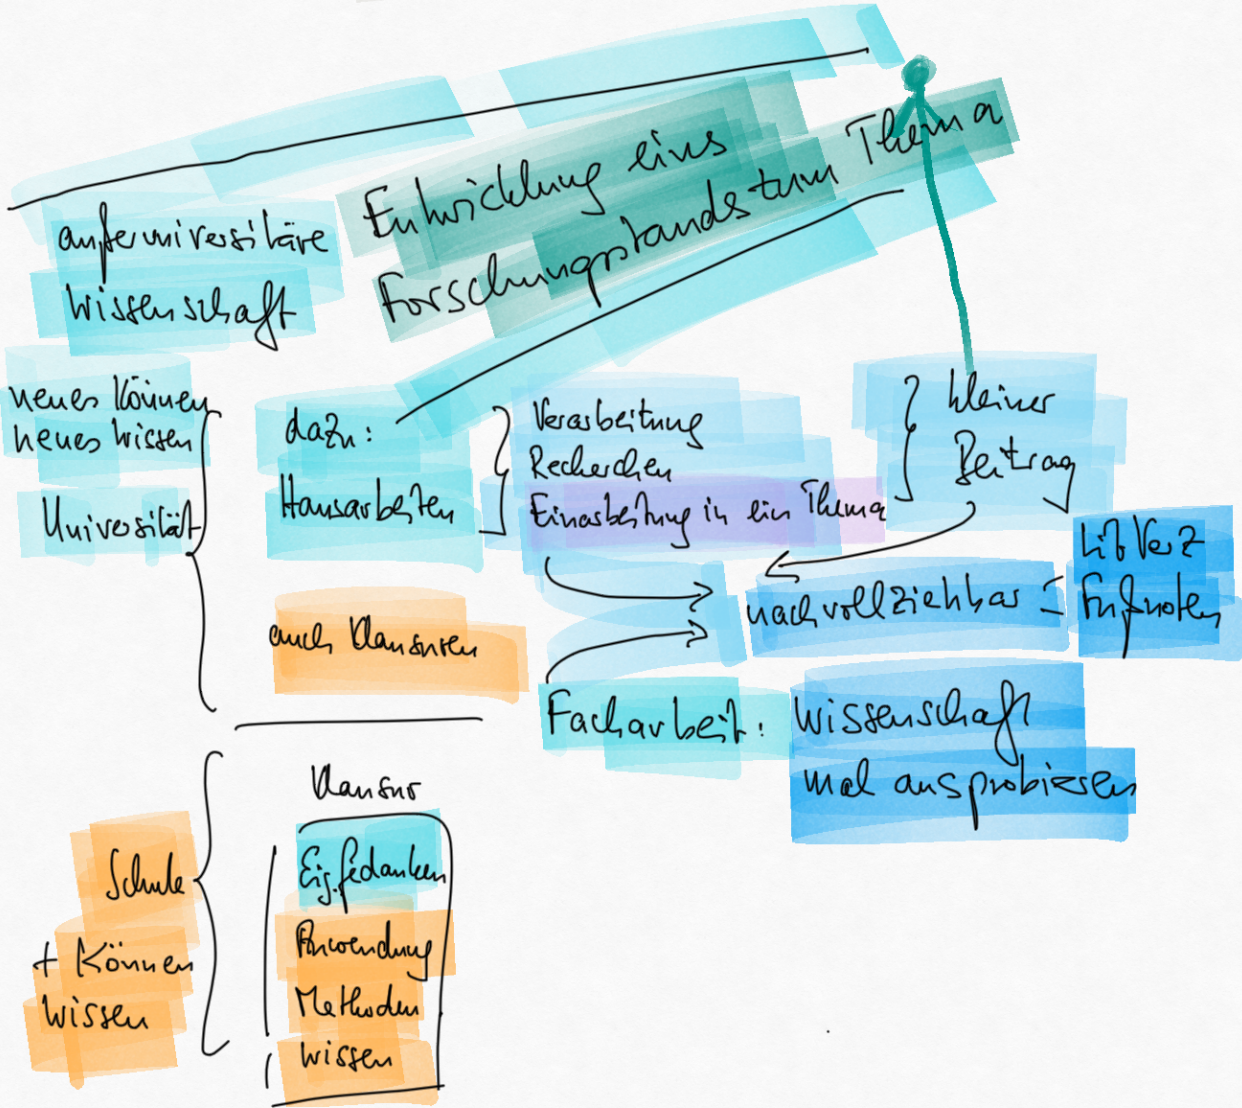 Entwicklung eines
Forschungsstands zum Thema
außeruniversitäre
Wissenschaft
neues Können
neues Wissen
Universität
dazu:
Hausarbeiten
auch Klausuren
Verarbeitung
Recherchen
Einarbeitung in ein Thema
kleiner
Beitrag
nachvollziehbar =
LitVerz
Fußnoten
Facharbeit:
Wissenschaft
mal ausprobieren
Schule
+ Können
Wissen
Klausur
Eig. Gedanken
Anwendung
Methoden
Wissen